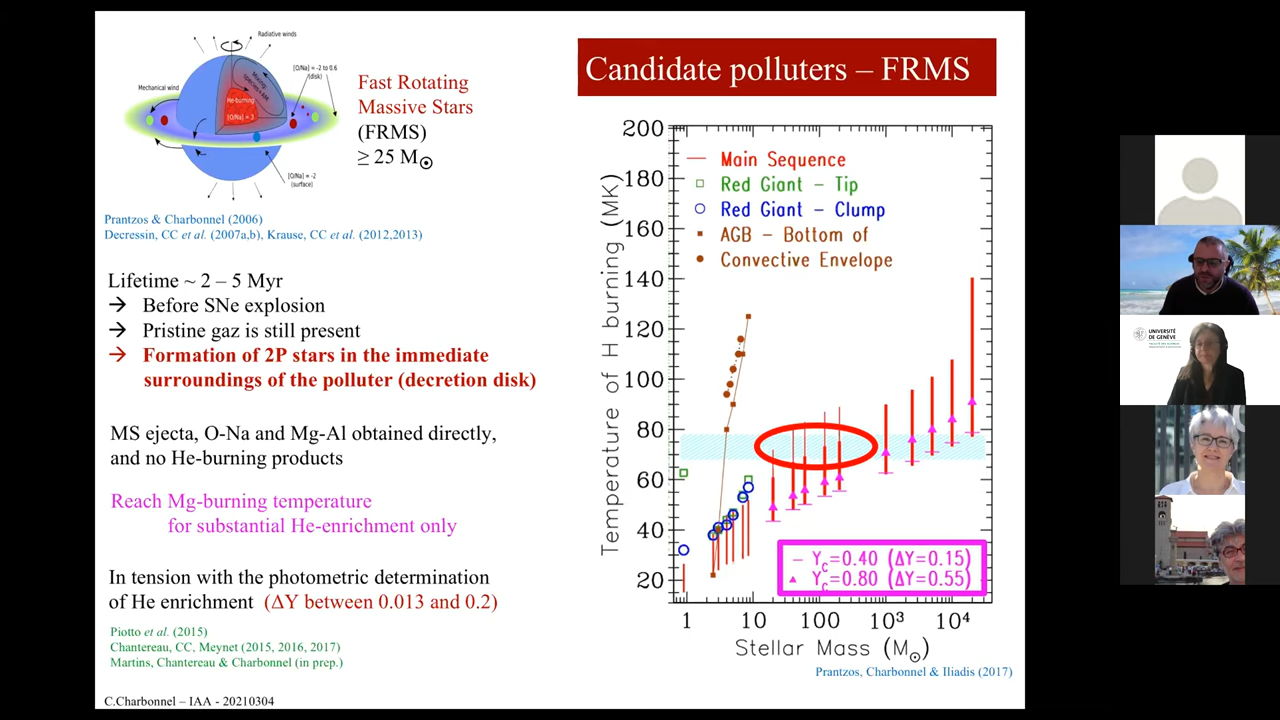 Radiative winds
[O/Na] = -2 to 0.6
(disk)
Mechanical wind
He-burning
[O/Na] = 3
[O/Na] = -2
(surface)
Fast Rotating
Massive Stars
(FRMS)
≥ 25 M⊙
Prantzos & Charbonnel (2006)
Decressin, CC et al. (2007a,b), Krause, CC et al. (2012,2013)
Lifetime ~ 2 – 5 Myr
→ Before SNe explosion
→ Pristine gaz is still present
→ Formation of 2P stars in the immediate
surroundings of the polluter (decretion disk)
MS ejecta, O-Na and Mg-Al obtained directly,
and no He-burning products
Reach Mg-burning temperature
for substantial He-enrichment only
In tension with the photometric determination
of He enrichment (ΔY between 0.013 and 0.2)
Piotto et al. (2015)
Chantereau, CC, Meynet (2015, 2016, 2017)
Martins, Chantereau & Charbonnel (in prep.)
C.Charbonnel – IAA - 20210304
Candidate polluters – FRMS
Temperature of H burning (MK)
200
180
160
140
120
100
80
60
40
20
Main Sequence
Red Giant – Tip
Red Giant – Clump
AGB – Bottom of
Convective Envelope
– Yc=0.40 (ΔY=0.15)
▲ Yc=0.80 (ΔY=0.55)
1 10 100 10³ 10⁴
Stellar Mass (M⊙)
Prantzos, Charbonnel & Iliadis (2017)
UNIVERSITÉ
DE GENÈVE